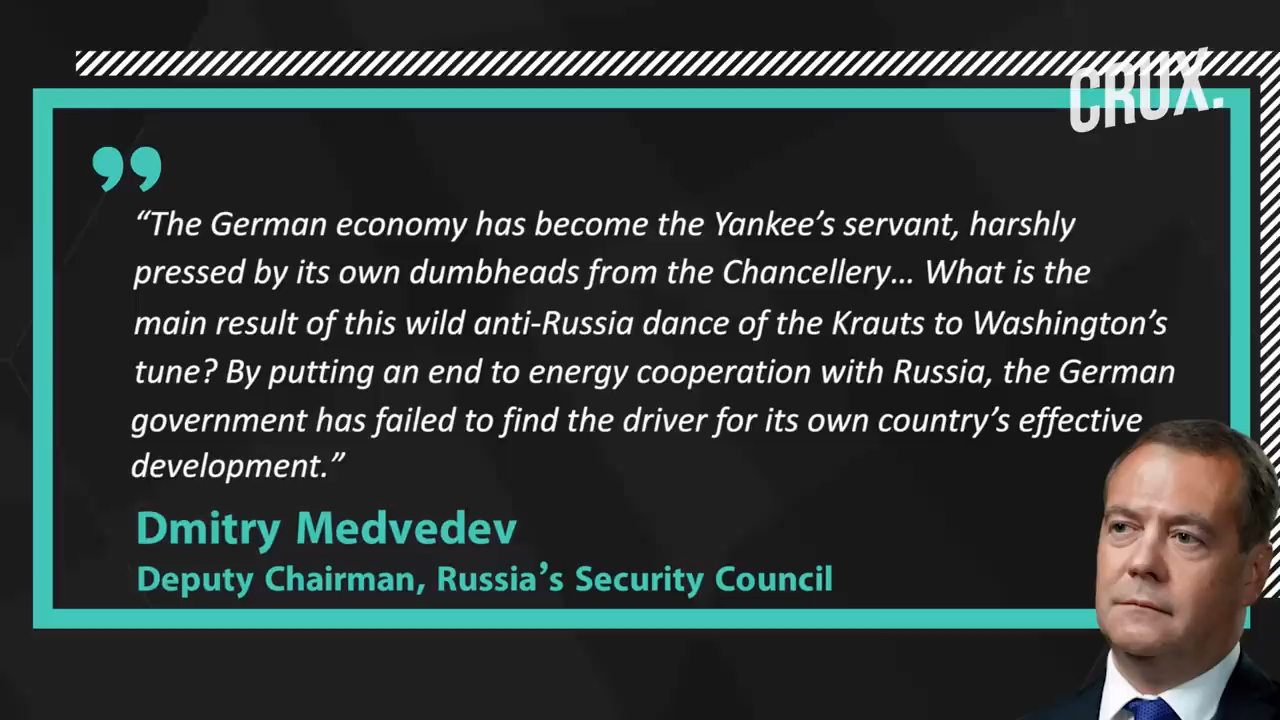 CRUX.
“The German economy has become the Yankee’s servant, harshly
pressed by its own dumbheads from the Chancellery... What is the
main result of this wild anti-Russia dance of the Krauts to Washington’s
tune? By putting an end to energy cooperation with Russia, the German
government has failed to find the driver for its own country’s effective
development.”
Dmitry Medvedev
Deputy Chairman, Russia’s Security Council